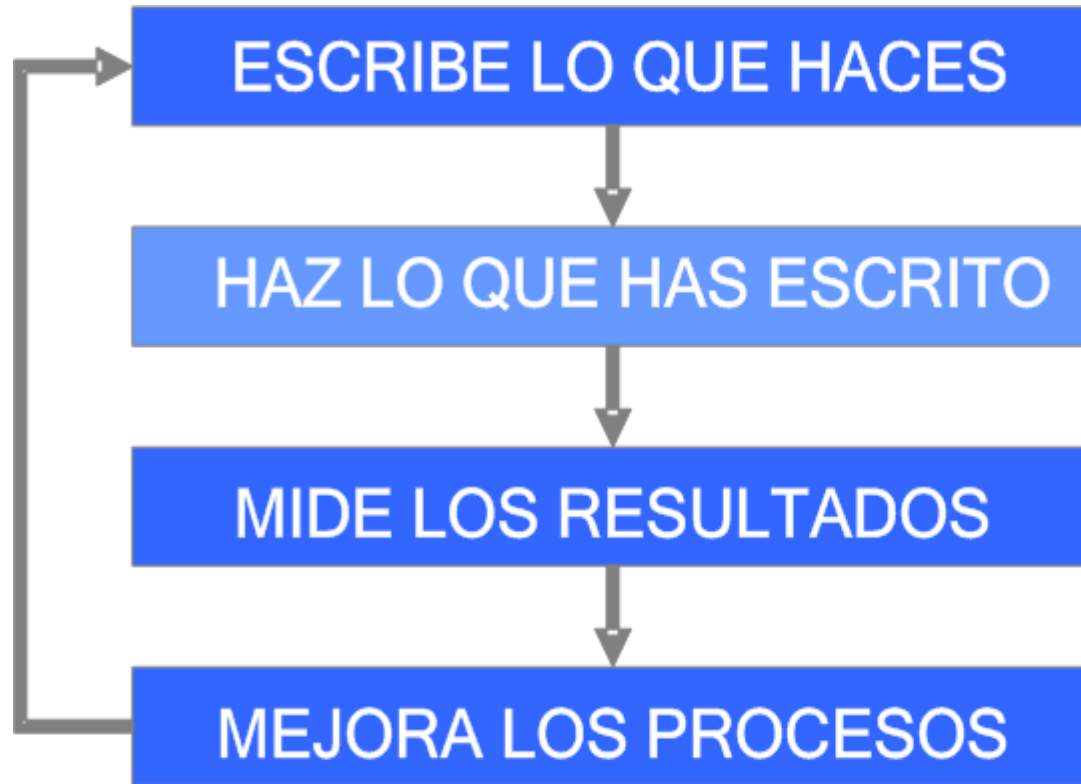 ESCRIBE LO QUE HACES
HAZ LO QUE HAS ESCRITO
MIDE LOS RESULTADOS
MEJORA LOS PROCESOS